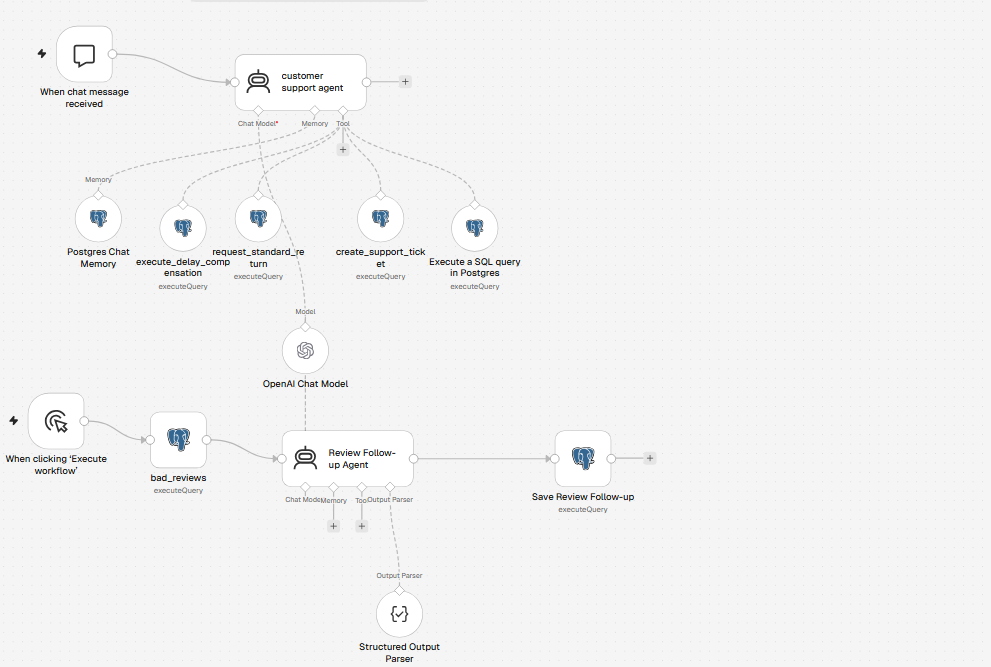 When chat message
received
customer
support agent
Chat Model*
Memory
Tool
Memory
Postgres Chat
Memory
execute_delay_comp
ensation
executeQuery
request_standard_re
turn
executeQuery
create_support_tick
et
executeQuery
Execute a SQL query
in Postgres
executeQuery
Model
OpenAI Chat Model
When clicking ‘Execute
workflow’
bad_reviews
executeQuery
Review Follow-
up Agent
Chat Model
Memory
Tool
Output Parser
Save Review Follow-up
executeQuery
Output Parser
Structured Output
Parser